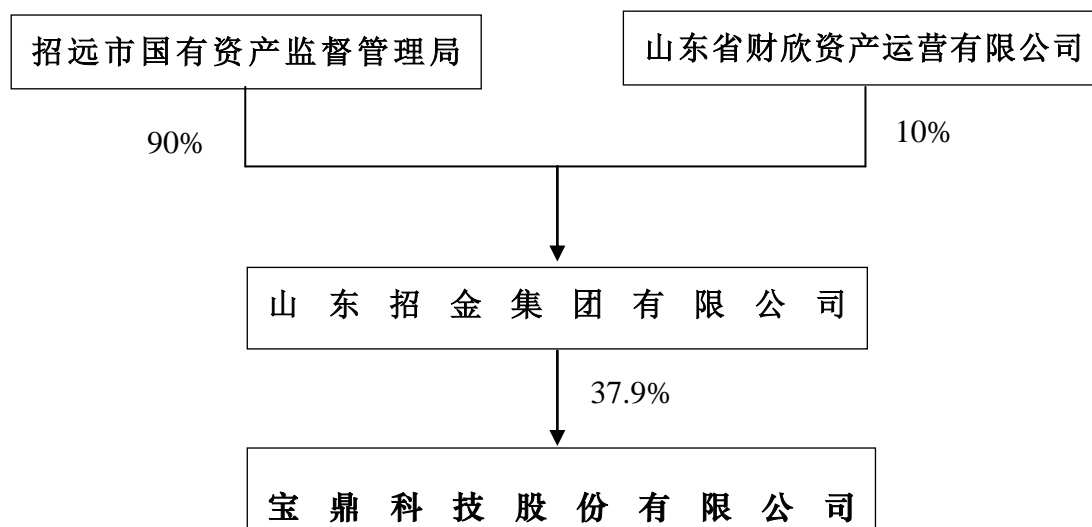 招远市国有资产监督管理局
山东省财欣资产运营有限公司
90%
10%
山东招金集团有限公司
37.9%
宝鼎科技股份有限公司